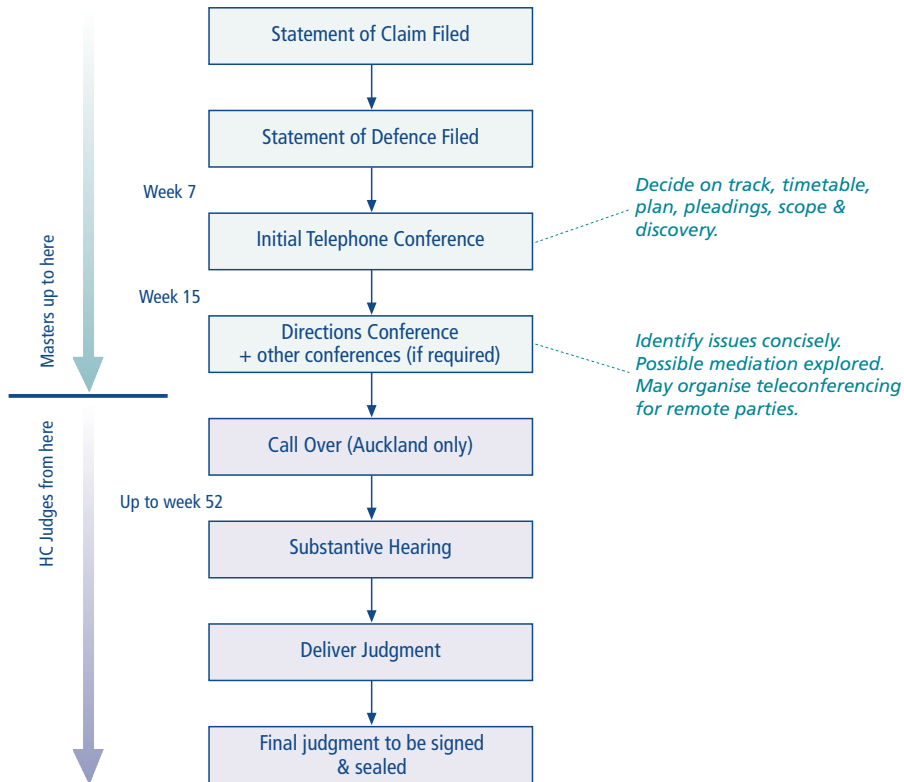 Statement of Claim Filed
Statement of Defence Filed
Week 7
Decide on track, timetable,
plan, pleadings, scope &
discovery.
Initial Telephone Conference
Masters up to here
Week 15
Directions Conference
+ other conferences (if required)
Identify issues concisely.
Possible mediation explored.
May organise teleconferencing
for remote parties.
HC Judges from here
Call Over (Auckland only)
Up to week 52
Substantive Hearing
Deliver Judgment
Final judgment to be signed
& sealed